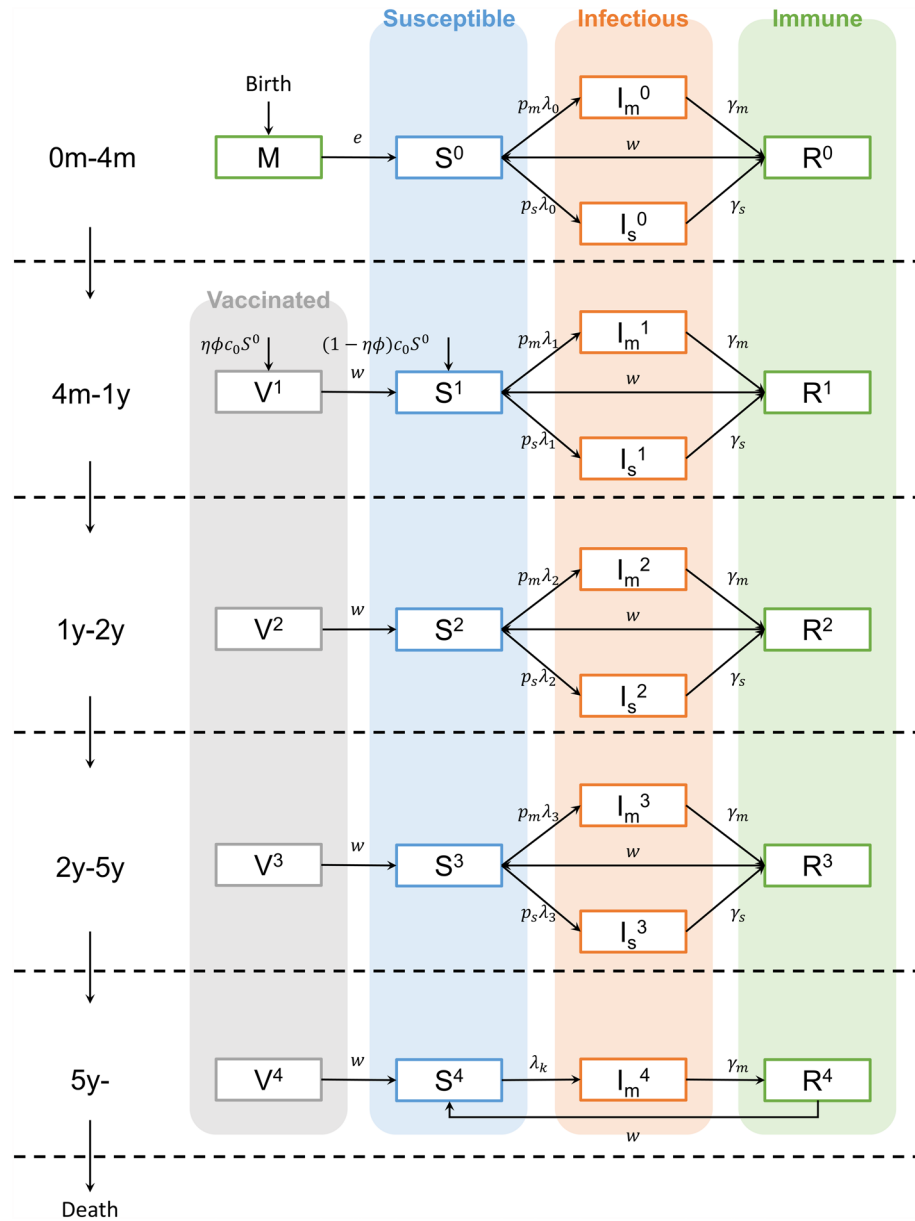 Susceptible Infectious Immune
Birth
0m-4m
M
e
S⁰
pₘλ₀
pₛλ₀
Iₘ⁰
w
Iₛ⁰
γₘ
γₛ
R⁰
Vaccinated
4m-1y
ηϕc₀S⁰
(1 − ηϕ)c₀S⁰
V¹
w
S¹
pₘλ₁
pₛλ₁
Iₘ¹
w
Iₛ¹
γₘ
γₛ
R¹
1y-2y
V²
w
S²
pₘλ₂
pₛλ₂
Iₘ²
w
Iₛ²
γₘ
γₛ
R²
2y-5y
V³
w
S³
pₘλ₃
pₛλ₃
Iₘ³
w
Iₛ³
γₘ
γₛ
R³
5y-
V⁴
w
S⁴
λₖ
Iₘ⁴
γₘ
R⁴
w
Death